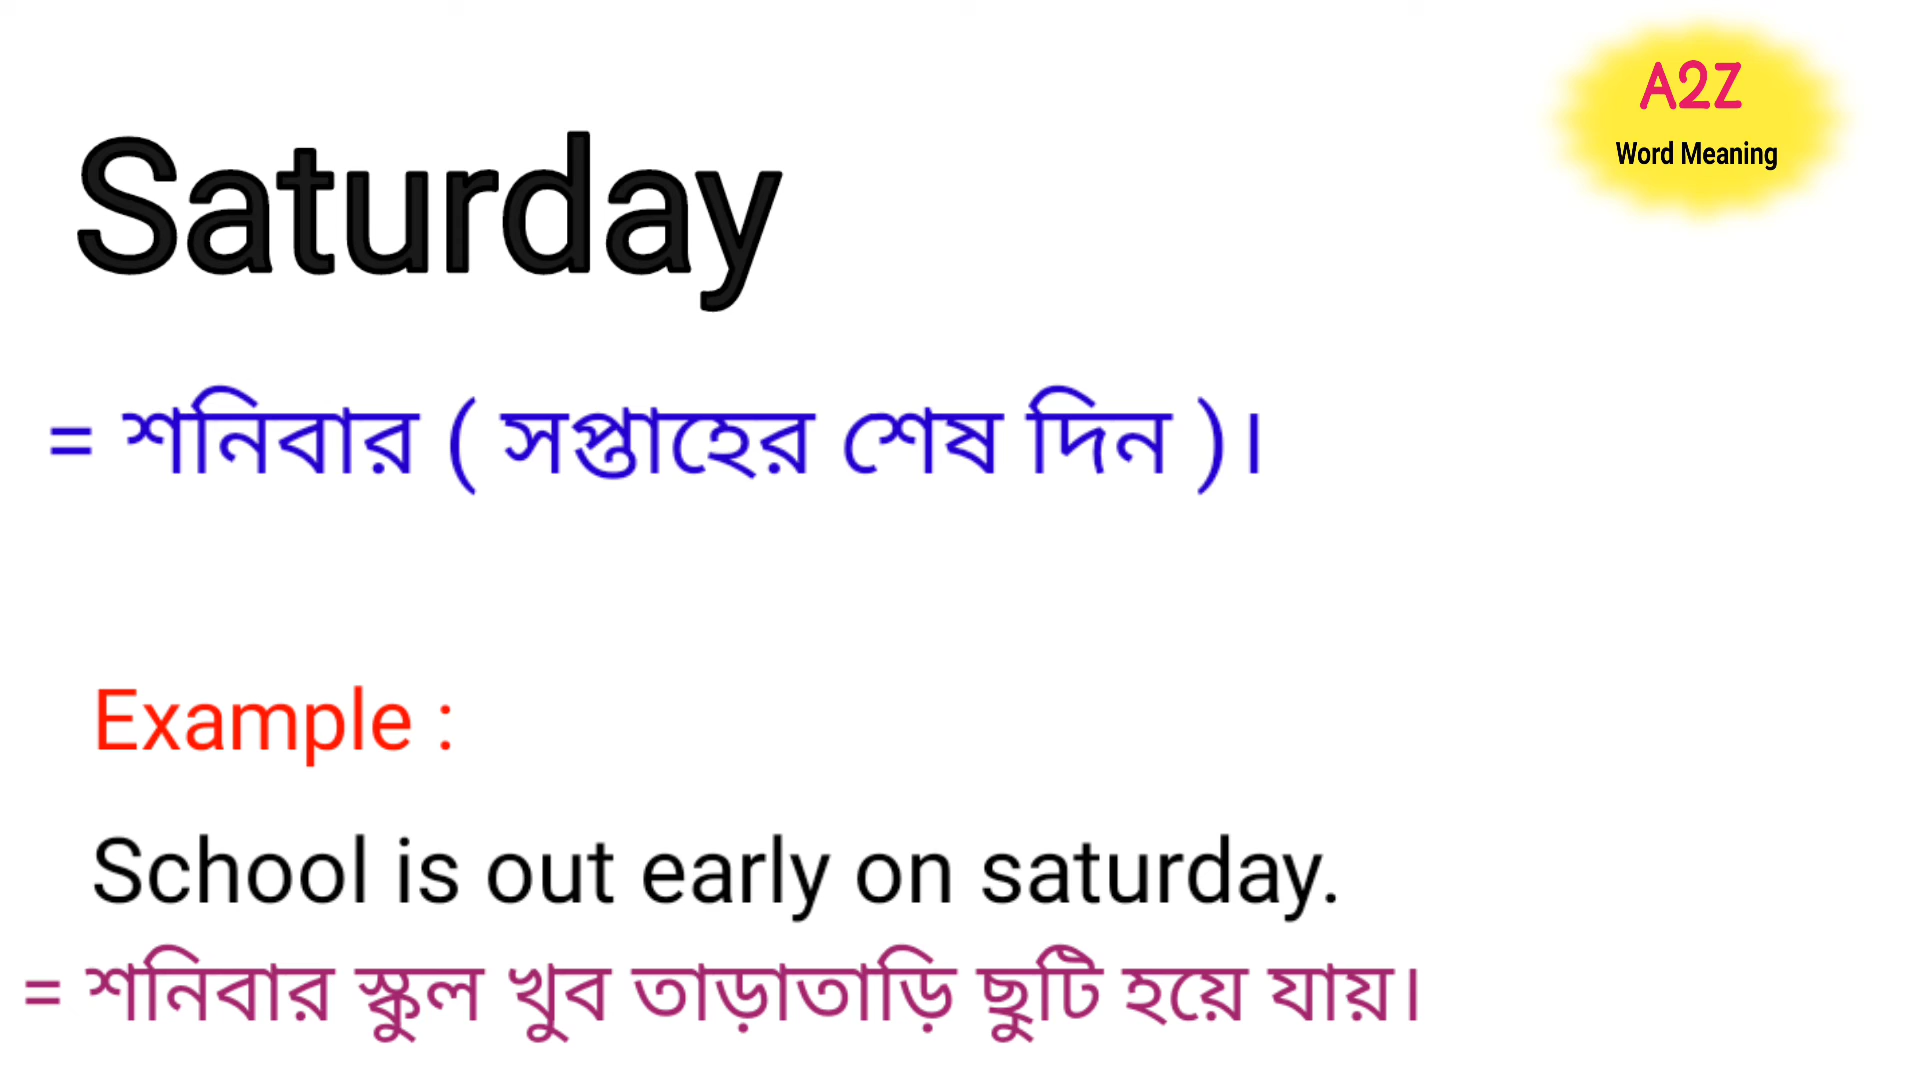 A2Z
Word Meaning
Saturday
= শনিবার ( সপ্তাহের শেষ দিন )।
Example :
School is out early on saturday.
= শনিবার স্কুল খুব তাড়াতাড়ি ছুটি হয়ে যায়।